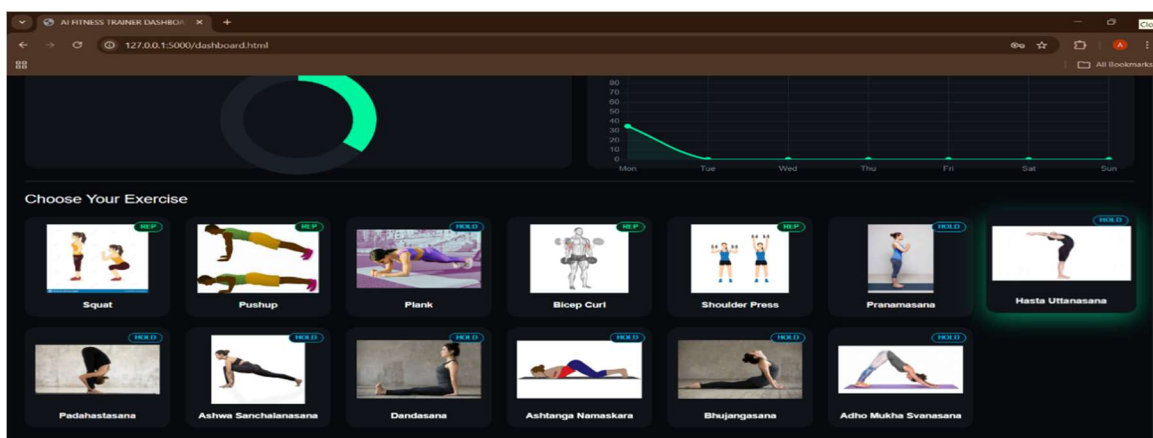 AI FITNESS TRAINER DASHBOA
127.0.0.1:5000/dashboard.html
Clo
A
All Bookmarks
80
70
60
50
40
30
20
10
0
Mon Tue Wed Thu Fri Sat Sun
Choose Your Exercise
REP REP HOLD REP REP HOLD HOLD
Squat Pushup Plank Bicep Curl Shoulder Press Pranamasana Hasta Uttanasana
HOLD HOLD HOLD HOLD HOLD HOLD
Padahastasana Ashwa Sanchalanasana Dandasana Ashtanga Namaskara Bhujangasana Adho Mukha Svanasana